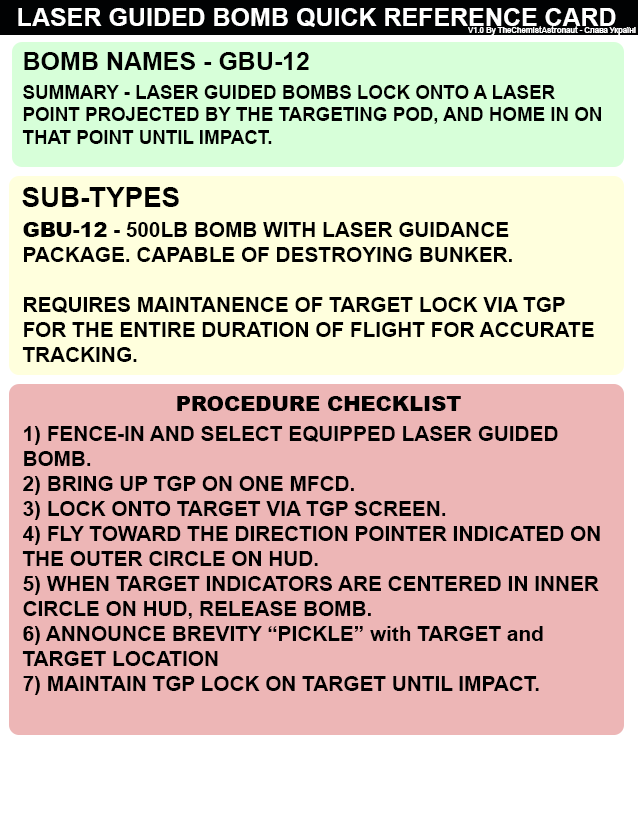 LASER GUIDED BOMB QUICK REFERENCE CARD
V1.0 By TheChemistAstronaut - Слава Україні
BOMB NAMES - GBU-12
SUMMARY - LASER GUIDED BOMBS LOCK ONTO A LASER
POINT PROJECTED BY THE TARGETING POD, AND HOME IN ON
THAT POINT UNTIL IMPACT.
SUB-TYPES
GBU-12 - 500LB BOMB WITH LASER GUIDANCE
PACKAGE. CAPABLE OF DESTROYING BUNKER.
REQUIRES MAINTANENCE OF TARGET LOCK VIA TGP
FOR THE ENTIRE DURATION OF FLIGHT FOR ACCURATE
TRACKING.
PROCEDURE CHECKLIST
1) FENCE-IN AND SELECT EQUIPPED LASER GUIDED
BOMB.
2) BRING UP TGP ON ONE MFCD.
3) LOCK ONTO TARGET VIA TGP SCREEN.
4) FLY TOWARD THE DIRECTION POINTER INDICATED ON
THE OUTER CIRCLE ON HUD.
5) WHEN TARGET INDICATORS ARE CENTERED IN INNER
CIRCLE ON HUD, RELEASE BOMB.
6) ANNOUNCE BREVITY “PICKLE” with TARGET and
TARGET LOCATION
7) MAINTAIN TGP LOCK ON TARGET UNTIL IMPACT.